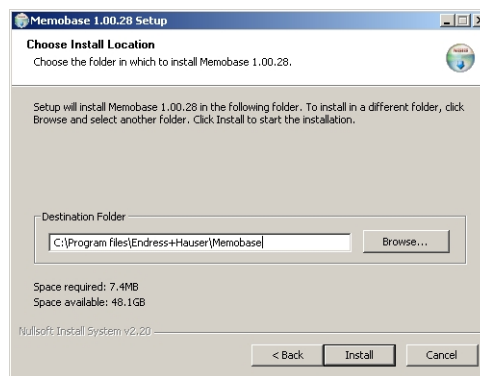 Memobase 1.00.28 Setup
Choose Install Location
Choose the folder in which to install Memobase 1.00.28.
Setup will install Memobase 1.00.28 in the following folder. To install in a different folder, click
Browse and select another folder. Click Install to start the installation.
Destination Folder
C:\Program files\Endress+Hauser\Memobase
Browse...
Space required: 7.4MB
Space available: 48.1GB
Nullsoft Install System v2.20
< Back
Install
Cancel